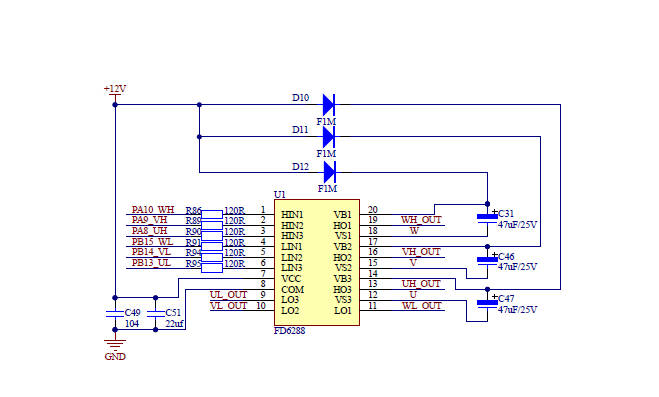 +12V
D10
F1M
D11
F1M
D12
F1M
U1
PA10_WH R86 120R 1 HIN1 VB1 20
PA9_VH R89 120R 2 HIN2 HO1 19 WH_OUT
PA8_UH R90 120R 3 HIN3 VS1 18 W
PB15_WL R91 120R 4 LIN1 VB2 17
PB14_VL R94 120R 5 LIN2 HO2 16 VH_OUT
PB13_UL R95 120R 6 LIN3 VS2 15 V
7 VCC VB3 14
8 COM HO3 13 UH_OUT
UL_OUT 9 LO3 VS3 12 U
VL_OUT 10 LO2 LO1 11 WL_OUT
FD6288
+ C31
47uF/25V
+ C46
47uF/25V
+ C47
47uF/25V
C49
104
C51
22uf
GND